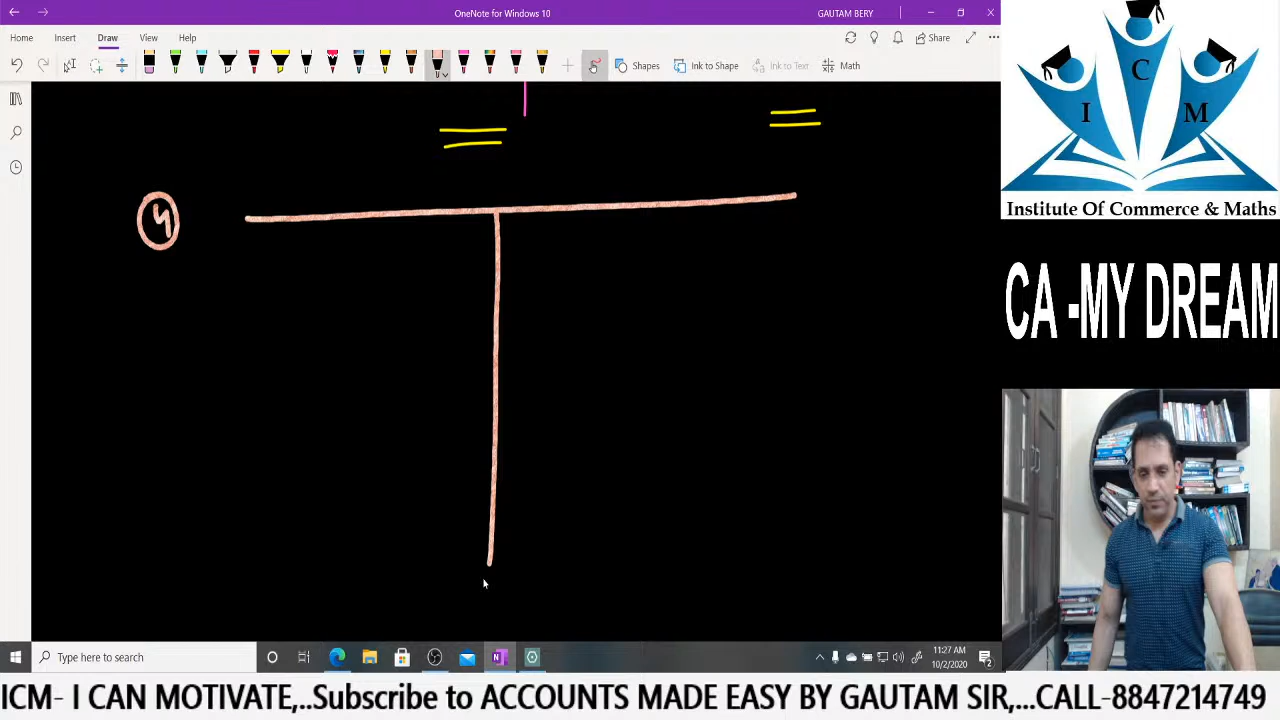 OneNote for Windows 10
GAUTAM BERY
Home Insert Draw View Help
Share
Shapes
Ink to Shape
Ink to Text
Math
4
I C M
Institute Of Commerce & Maths
CA -MY DREAM
Type here to search
11:27 AM
10/2/2020
2
ICM- I CAN MOTIVATE,..Subscribe to ACCOUNTS MADE EASY BY GAUTAM SIR,...CALL-8847214749